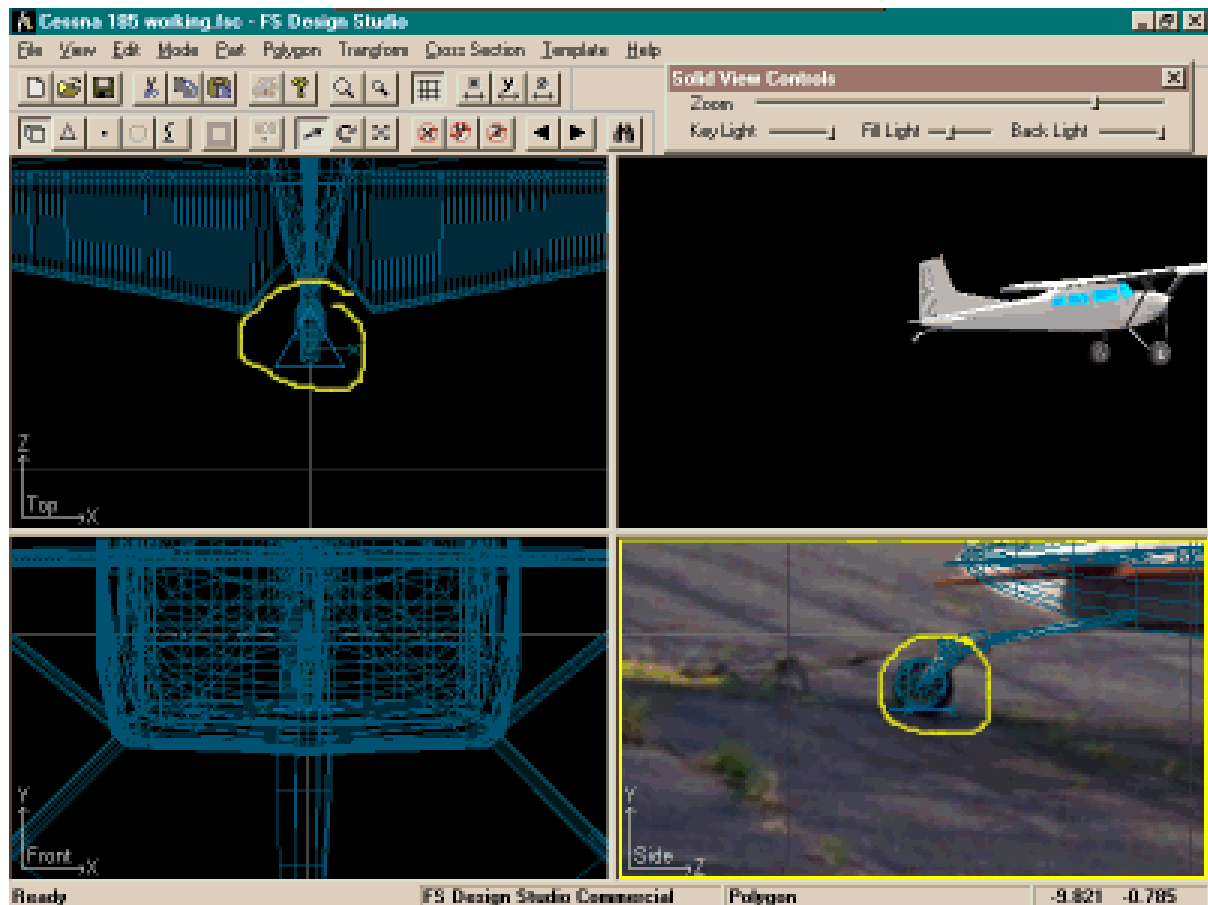 Cessna 185 working.fsc - FS Design Studio
File View Edit Mode Part Polygon Transform Cross Section Template Help
Solid View Controls
Zoom
Key Light Fill Light Back Light
Z
Top X
Y
Front X
Y
Side Z
Ready FS Design Studio Commercial Polygon -9.821 -0.785